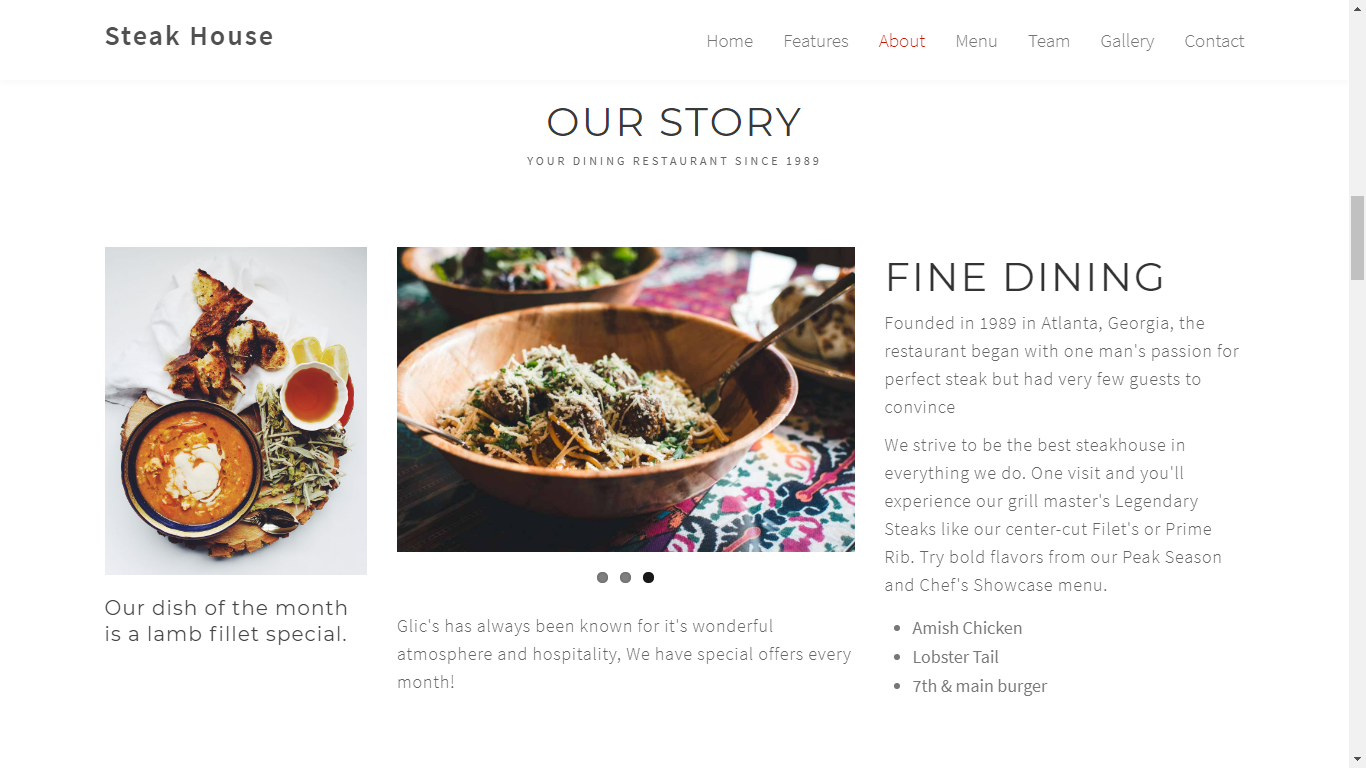 Steak House
Home Features About Menu Team Gallery Contact
OUR STORY
YOUR DINING RESTAURANT SINCE 1989
Our dish of the month
is a lamb fillet special.
Glic's has always been known for it's wonderful
atmosphere and hospitality, We have special offers every
month!
FINE DINING
Founded in 1989 in Atlanta, Georgia, the
restaurant began with one man's passion for
perfect steak but had very few guests to
convince
We strive to be the best steakhouse in
everything we do. One visit and you'll
experience our grill master's Legendary
Steaks like our center-cut Filet's or Prime
Rib. Try bold flavors from our Peak Season
and Chef's Showcase menu.
Amish Chicken
Lobster Tail
7th & main burger